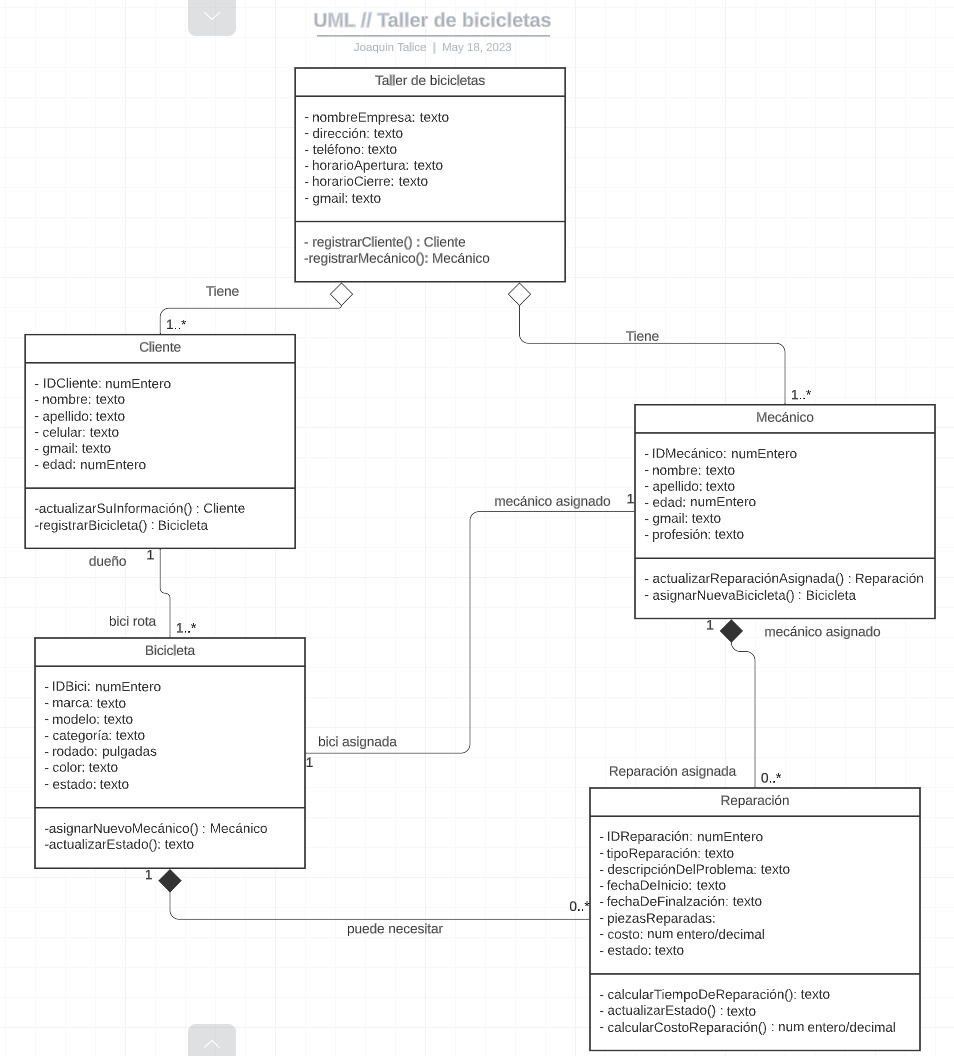 UML // Taller de bicicletas
Joaquin Talice | May 18, 2023
Taller de bicicletas
- nombreEmpresa: texto
- dirección: texto
- teléfono: texto
- horarioApertura: texto
- horarioCierre: texto
- gmail: texto
- registrarCliente() : Cliente
-registrarMecánico(): Mecánico
Tiene
1..*
Tiene
1..*
Cliente
- IDCliente: numEntero
- nombre: texto
- apellido: texto
- celular: texto
- gmail: texto
- edad: numEntero
-actualizarSuInformación() : Cliente
-registrarBicicleta() : Bicicleta
Mecánico
- IDMecánico: numEntero
- nombre: texto
- apellido: texto
- edad: numEntero
- gmail: texto
- profesión: texto
- actualizarReparaciónAsignada() : Reparación
- asignarNuevaBicicleta() : Bicicleta
mecánico asignado
1
dueño
1
bici rota
1..*
1
mecánico asignado
Bicicleta
- IDBici: numEntero
- marca: texto
- modelo: texto
- categoría: texto
- rodado: pulgadas
- color: texto
- estado: texto
-asignarNuevoMecánico() : Mecánico
-actualizarEstado(): texto
bici asignada
1
Reparación asignada
0..*
Reparación
- IDReparación: numEntero
- tipoReparación: texto
- descripciónDelProblema: texto
- fechaDeInicio: texto
- fechaDeFinalzación: texto
- piezasReparadas:
- costo: num entero/decimal
- estado: texto
- calcularTiempoDeReparación(): texto
- actualizarEstado() : texto
- calcularCostoReparación() : num entero/decimal
1
0..*
puede necesitar